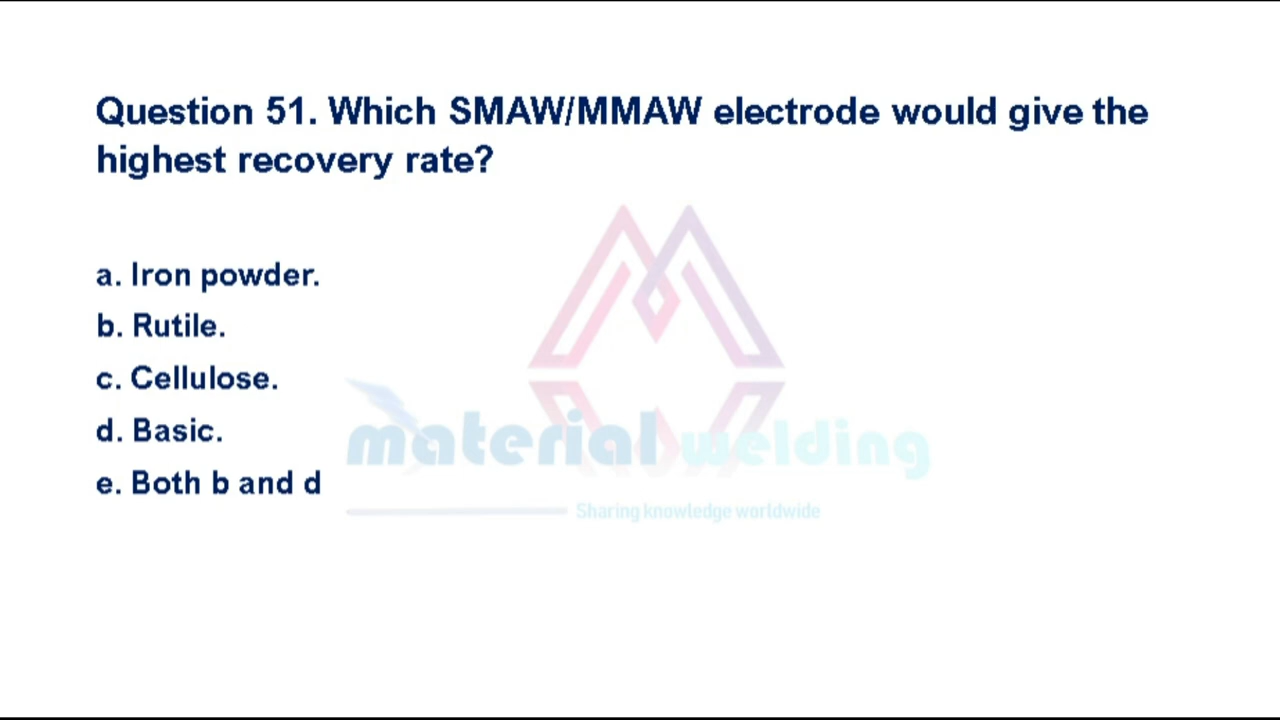 Question 51. Which SMAW/MMAW electrode would give the
highest recovery rate?
a. Iron powder.
b. Rutile.
c. Cellulose.
d. Basic.
e. Both b and d
material welding
Sharing knowledge worldwide